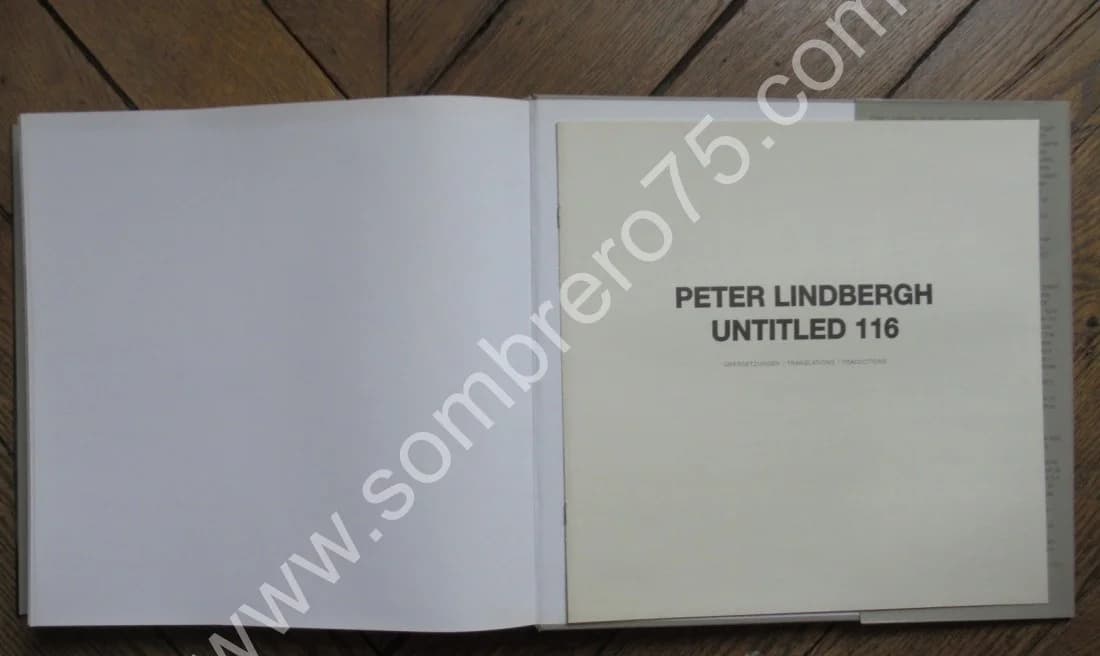 PETER LINDBERGH
UNTITLED 116
ÜBERSETZUNGEN / TRANSLATIONS / TRADUCTIONS
www.sombrero75.com